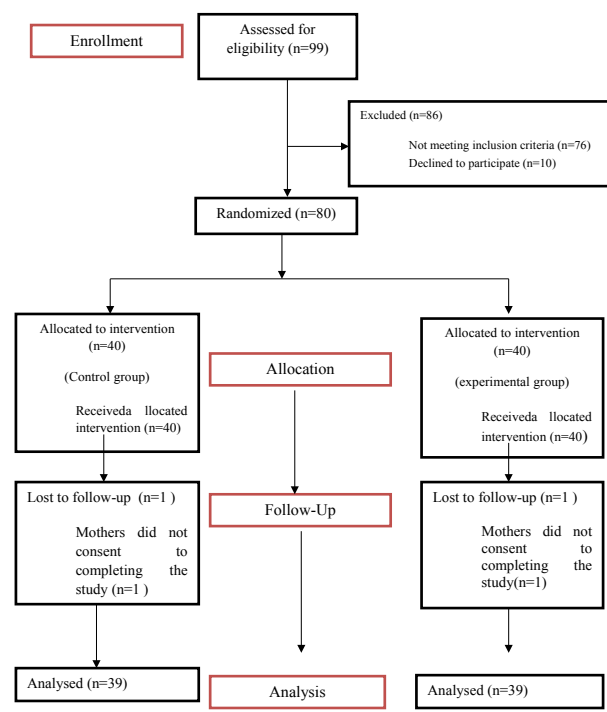 Enrollment
Assessed for
eligibility (n=99)
Excluded (n=86)
Not meeting inclusion criteria (n=76)
Declined to participate (n=10)
Randomized (n=80)
Allocated to intervention
(n=40)
(Control group)
Receiveda llocated
intervention (n=40)
Allocation
Allocated to intervention
(n=40)
(experimental group)
Receiveda llocated
intervention (n=40)
Lost to follow-up (n=1 )
Mothers did not
consent to
completing the
study (n=1 )
Follow-Up
Lost to follow-up (n=1 )
Mothers did not
consent to
completing the
study(n=1)
Analysed (n=39)
Analysis
Analysed (n=39)